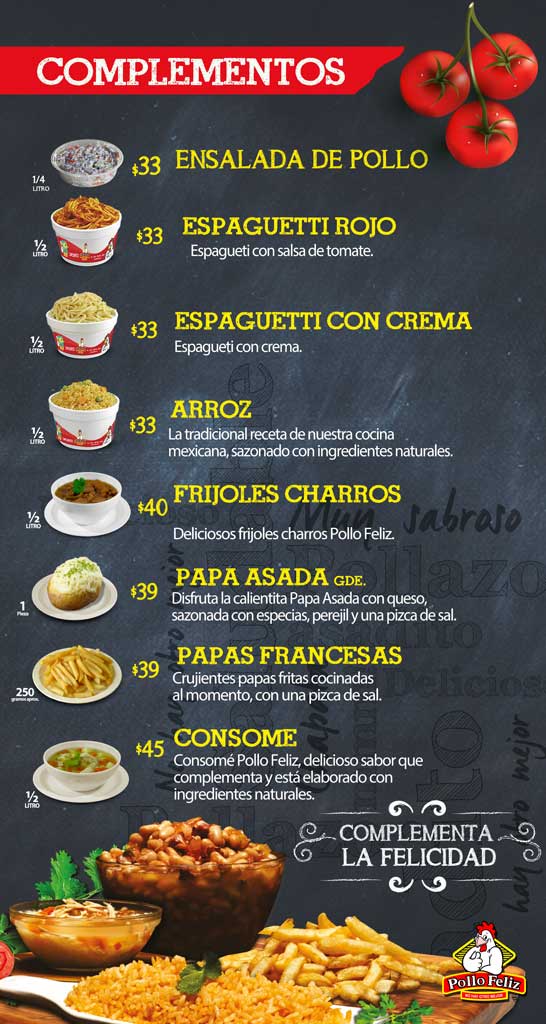 COMPLEMENTOS
1/4
LITRO
$33
ENSALADA DE POLLO
½
LITRO
$33
ESPAGUETTI ROJO
Espagueti con salsa de tomate.
½
LITRO
$33
ESPAGUETTI CON CREMA
Espagueti con crema.
½
LITRO
$33
ARROZ
La tradicional receta de nuestra cocina
mexicana, sazonado con ingredientes naturales.
½
LITRO
$40
FRIJOLES CHARROS
Deliciosos frijoles charros Pollo Feliz.
Muy sabroso
1
Pieza
$39
PAPA ASADA GDE.
Disfruta la calientita Papa Asada con queso,
sazonada con especias, perejil y una pizca de sal.
250
gramos aprox.
$39
PAPAS FRANCESAS
Crujientes papas fritas cocinadas
al momento, con una pizca de sal.
½
LITRO
$45
CONSOME
Consomé Pollo Feliz, delicioso sabor que
complementa y está elaborado con
ingredientes naturales.
COMPLEMENTA
LA FELICIDAD
Pollo Feliz